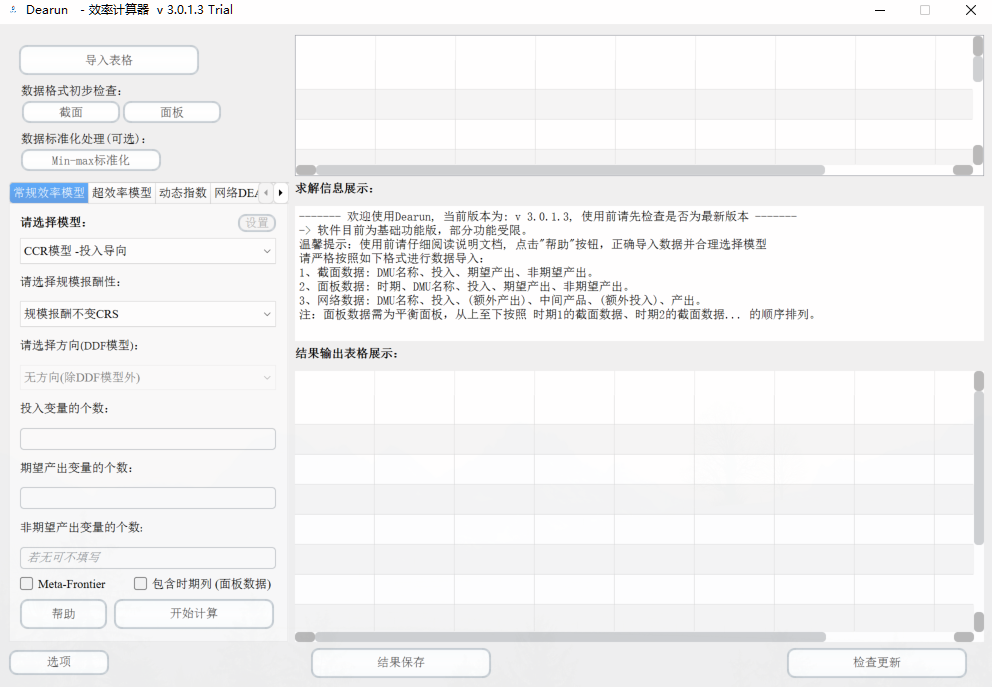 Dearun - 效率计算器 v 3.0.1.3 Trial
导入表格
数据格式初步检查:
截面 面板
数据标准化处理(可选):
Min-max标准化
常规效率模型 超效率模型 动态指数 网络DEA
请选择模型: 设置
CCR模型 -投入导向
请选择规模报酬性:
规模报酬不变CRS
请选择方向(DDF模型):
无方向(除DDF模型外)
投入变量的个数:
期望产出变量的个数:
非期望产出变量的个数:
若无可不填写
Meta-Frontier 包含时期列 (面板数据)
帮助 开始计算
选项
求解信息展示:
------- 欢迎使用Dearun, 当前版本为: v 3.0.1.3, 使用前请先检查是否为最新版本 -------
-> 软件目前为基础功能版，部分功能受限。
温馨提示: 使用前请仔细阅读说明文档, 点击"帮助"按钮，正确导入数据并合理选择模型
请严格按照如下格式进行数据导入:
1、截面数据: DMU名称、投入、期望产出、非期望产出。
2、面板数据: 时期、DMU名称、投入、期望产出、非期望产出。
3、网络数据: DMU名称、投入、(额外产出)、中间产品、(额外投入)、产出。
注: 面板数据需为平衡面板，从上至下按照 时期1的截面数据、时期2的截面数据... 的顺序排列。
结果输出表格展示:
结果保存 检查更新